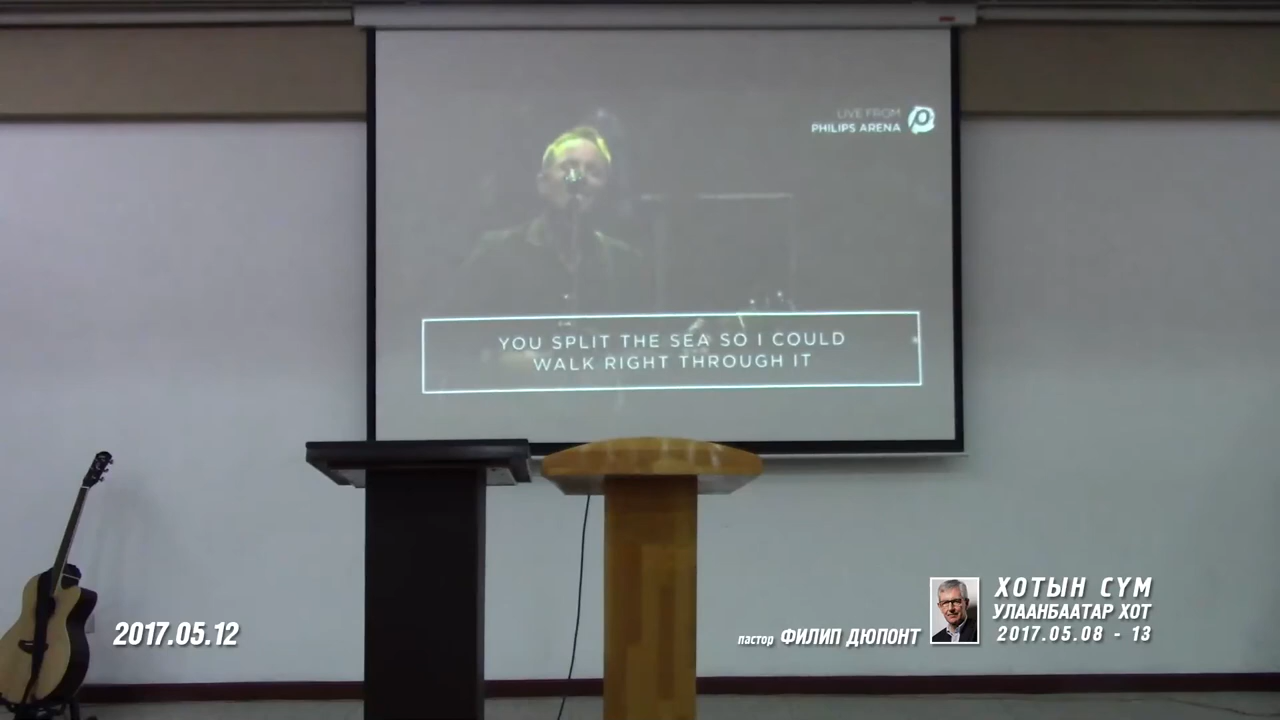 LIVE FROM
PHILIPS ARENA
YOU SPLIT THE SEA SO I COULD
WALK RIGHT THROUGH IT
2017.05.12
пастор ФИЛИП ДЮПОНТ
ХОТЫН СҮМ
УЛААНБААТАР ХОТ
2017.05.08 - 13